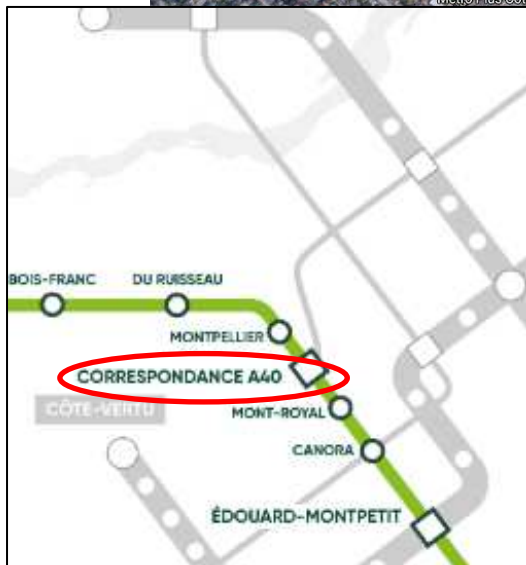 BOIS-FRANC
DU RUISSEAU
MONTPELLIER
CORRESPONDANCE A40
CÔTE-VERTU
MONT-ROYAL
CANORA
ÉDOUARD-MONTPETIT